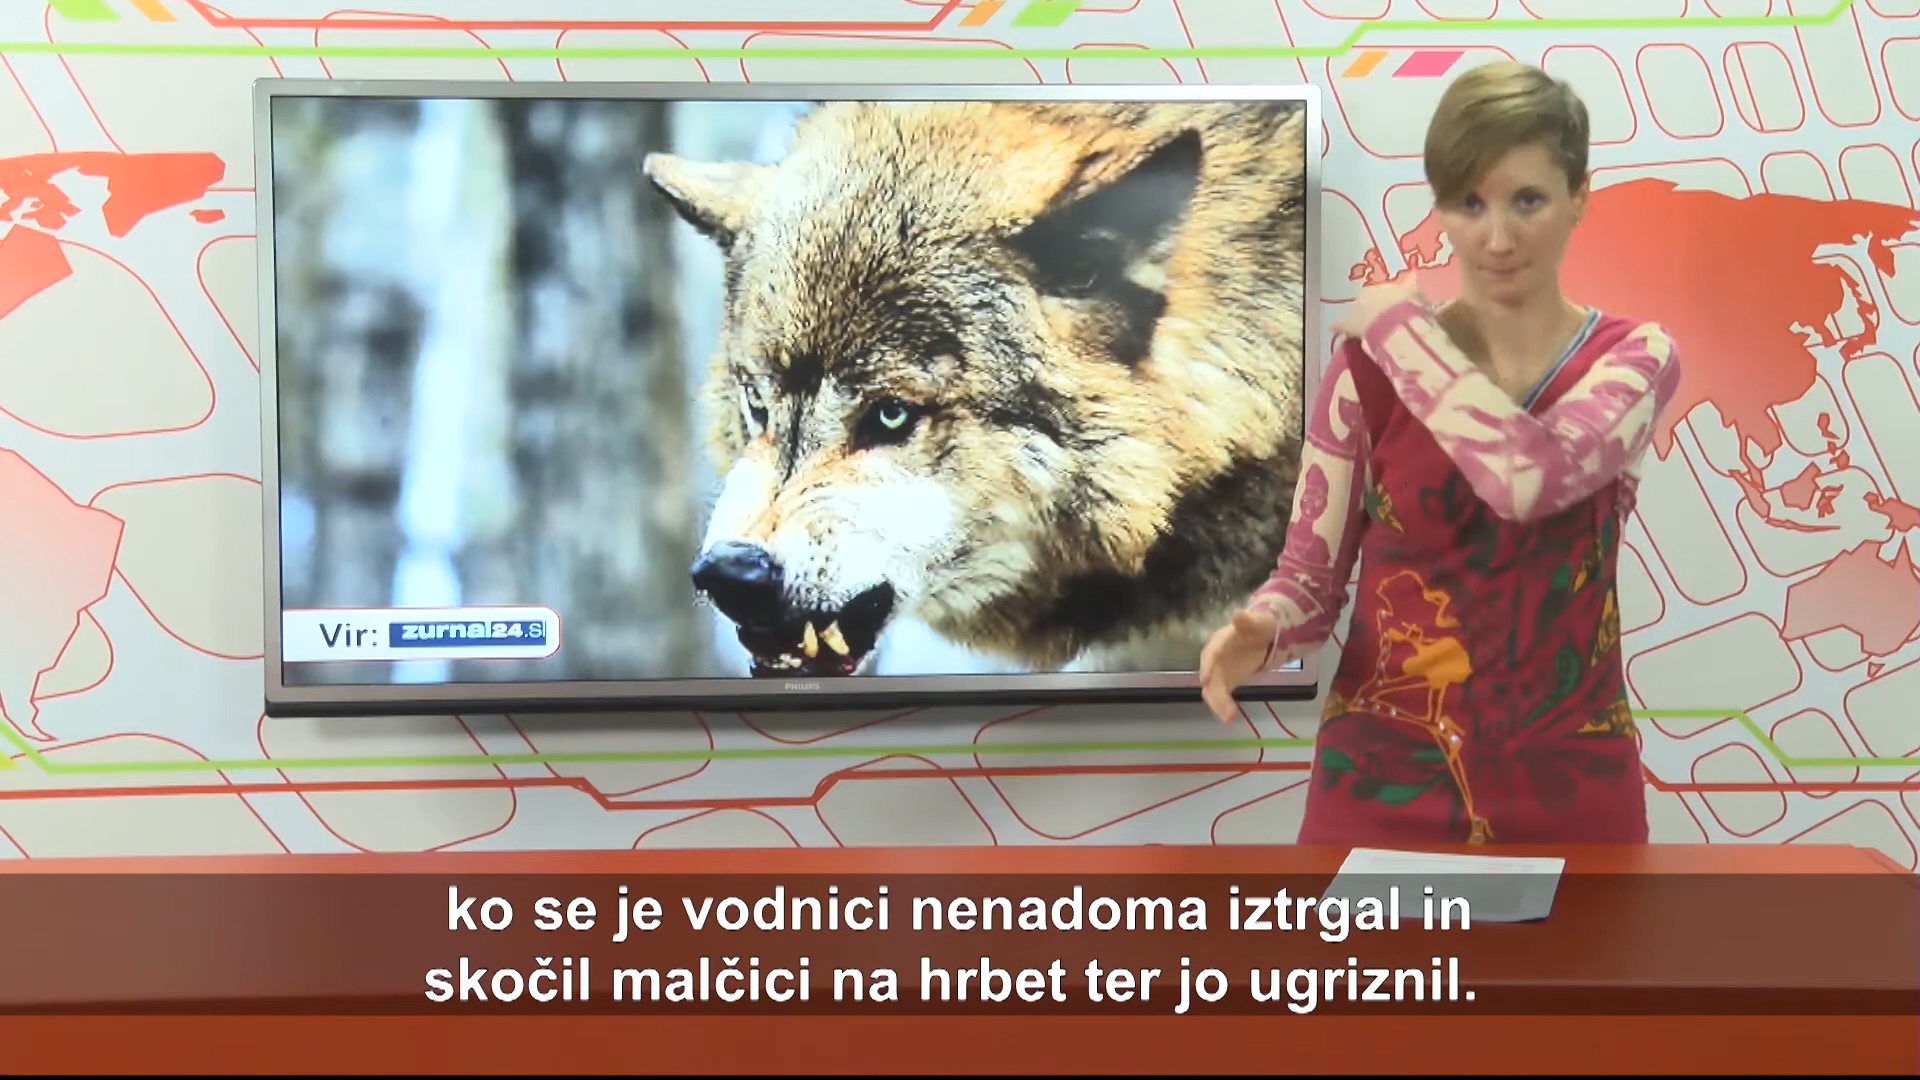 Vir: zurnal24.si
PHILIPS
ko se je vodnici nenadoma iztrgal in
skočil malčici na hrbet ter jo ugriznil.